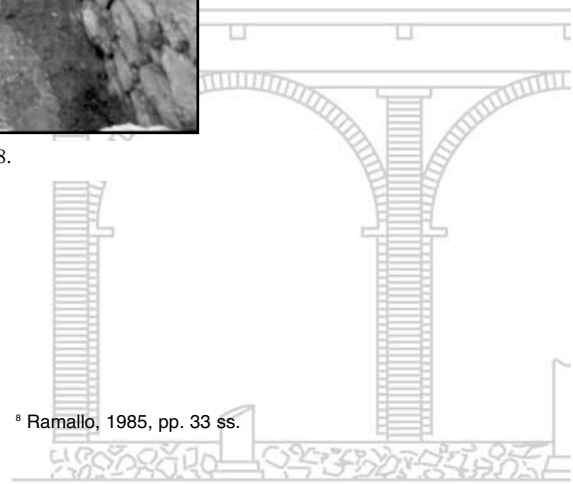 8.
⁸ Ramallo, 1985, pp. 33 ss.